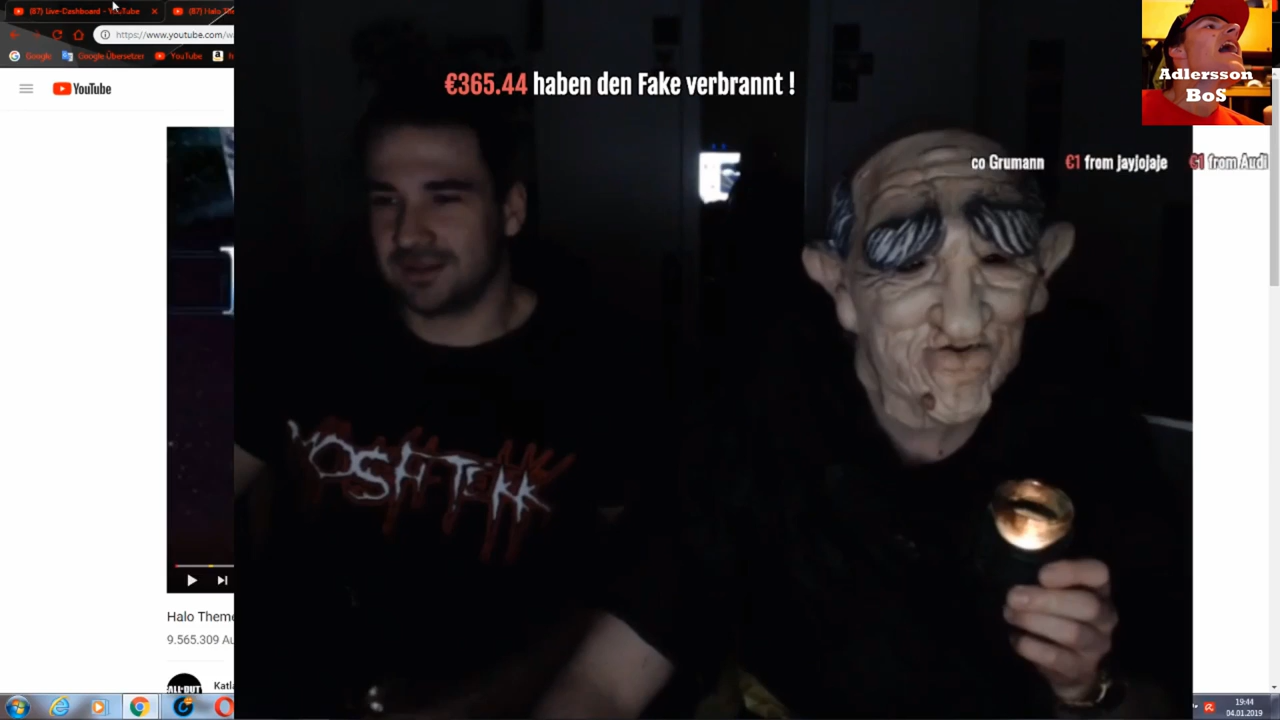 (87) Live-Dashboard - YouTube
(87) Halo The
https://www.youtube.com/w
Google
Google Übersetzer
YouTube
YouTube
€365.44 haben den Fake verbrannt !
Adlersson
BoS
co Grumann €1 from jayjojaje €1 from Audi
MOSHTEKK
Halo Theme
9.565.309 Au
Katla
19:44
04.01.2019